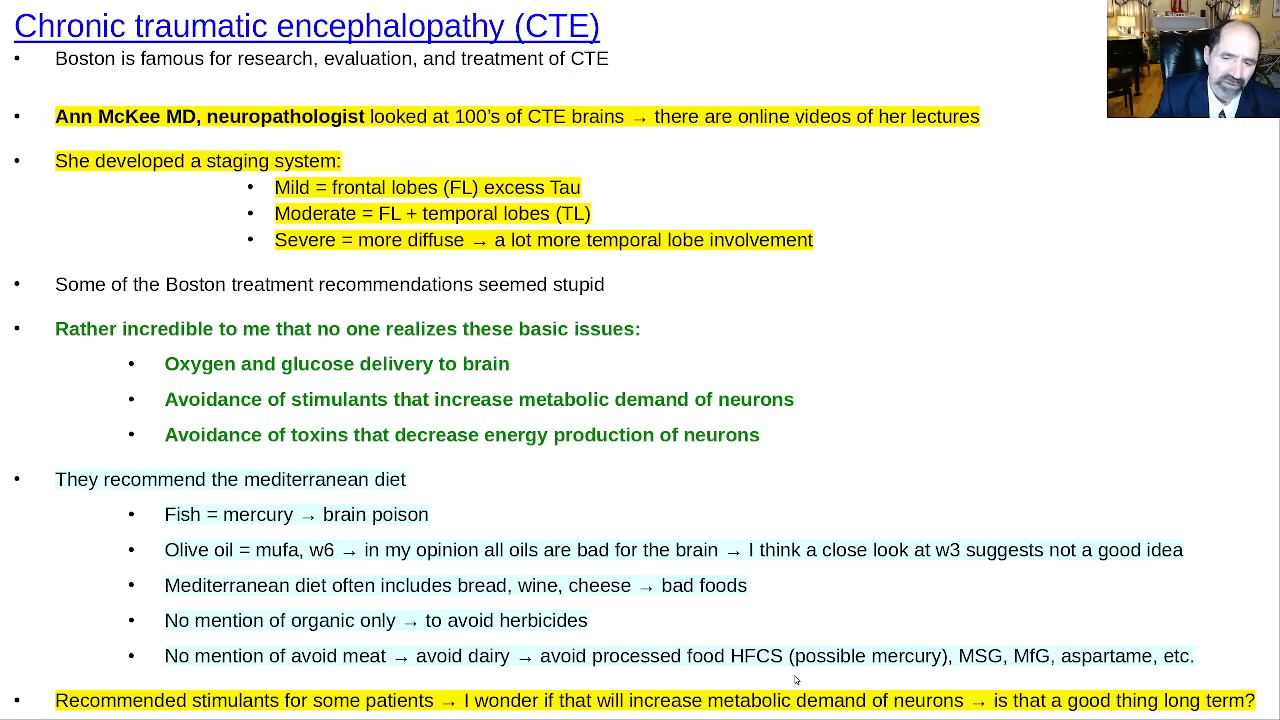 Chronic traumatic encephalopathy (CTE)
• Boston is famous for research, evaluation, and treatment of CTE
• Ann McKee MD, neuropathologist looked at 100's of CTE brains → there are online videos of her lectures
• She developed a staging system:
• Mild = frontal lobes (FL) excess Tau
• Moderate = FL + temporal lobes (TL)
• Severe = more diffuse → a lot more temporal lobe involvement
• Some of the Boston treatment recommendations seemed stupid
• Rather incredible to me that no one realizes these basic issues:
• Oxygen and glucose delivery to brain
• Avoidance of stimulants that increase metabolic demand of neurons
• Avoidance of toxins that decrease energy production of neurons
• They recommend the mediterranean diet
• Fish = mercury → brain poison
• Olive oil = mufa, w6 → in my opinion all oils are bad for the brain → I think a close look at w3 suggests not a good idea
• Mediterranean diet often includes bread, wine, cheese → bad foods
• No mention of organic only → to avoid herbicides
• No mention of avoid meat → avoid dairy → avoid processed food HFCS (possible mercury), MSG, MfG, aspartame, etc.
• Recommended stimulants for some patients → I wonder if that will increase metabolic demand of neurons → is that a good thing long term?